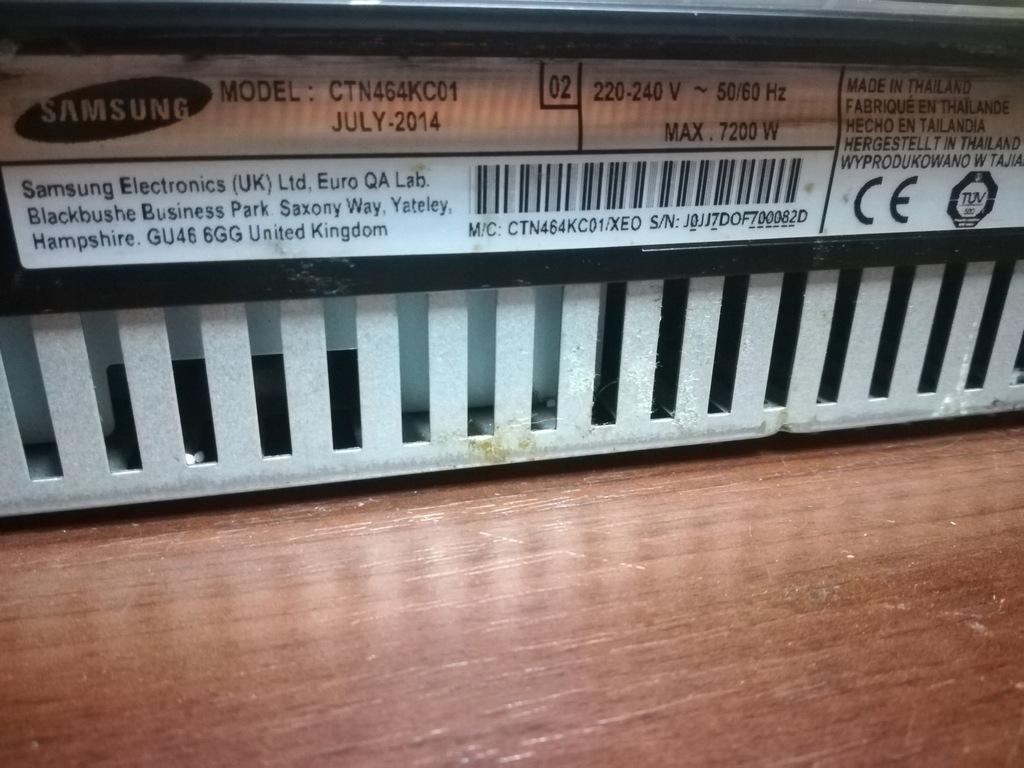 SAMSUNG
MODEL : CTN464KC01
JULY-2014
02
220-240 V ~ 50/60 Hz
MAX . 7200 W
MADE IN THAILAND
FABRIQUÉ EN THAÏLANDE
HECHO EN TAILANDIA
HERGESTELLT IN THAILAND
WYPRODUKOWANO W
Samsung Electronics (UK) Ltd, Euro QA Lab.
Blackbushe Business Park. Saxony Way, Yateley,
Hampshire. GU46 6GG United Kingdom
M/C: CTN464KC01/XEO S/N: J0JJ7DOF700082D
CE
TÜV